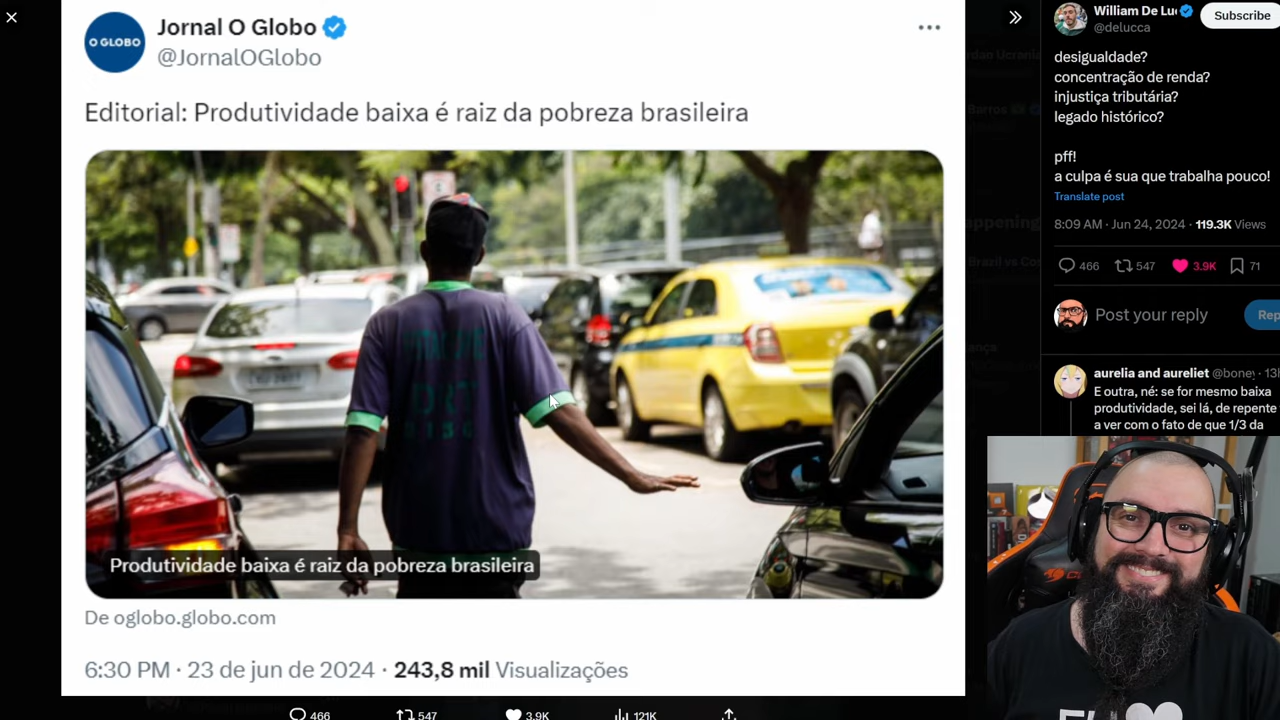 Jornal O Globo
O GLOBO
@JornalOGlobo
Editorial: Produtividade baixa é raiz da pobreza brasileira
Produtividade baixa é raiz da pobreza brasileira
De oglobo.globo.com
6:30 PM · 23 de jun de 2024 · 243,8 mil Visualizações
466
547
3.9K
121K
William De Lu
Subscribe
@delucca
desigualdade?
concentração de renda?
injustiça tributária?
legado histórico?
pff!
a culpa é sua que trabalha pouco!
Translate post
8:09 AM · Jun 24, 2024 · 119.3K Views
466
547
3.9K
71
Post your reply
Rep
aurelia and aureliet @boney · 13h
E outra, né: se for mesmo baixa
produtividade, sei lá, de repente
a ver com o fato de que 1/3 da